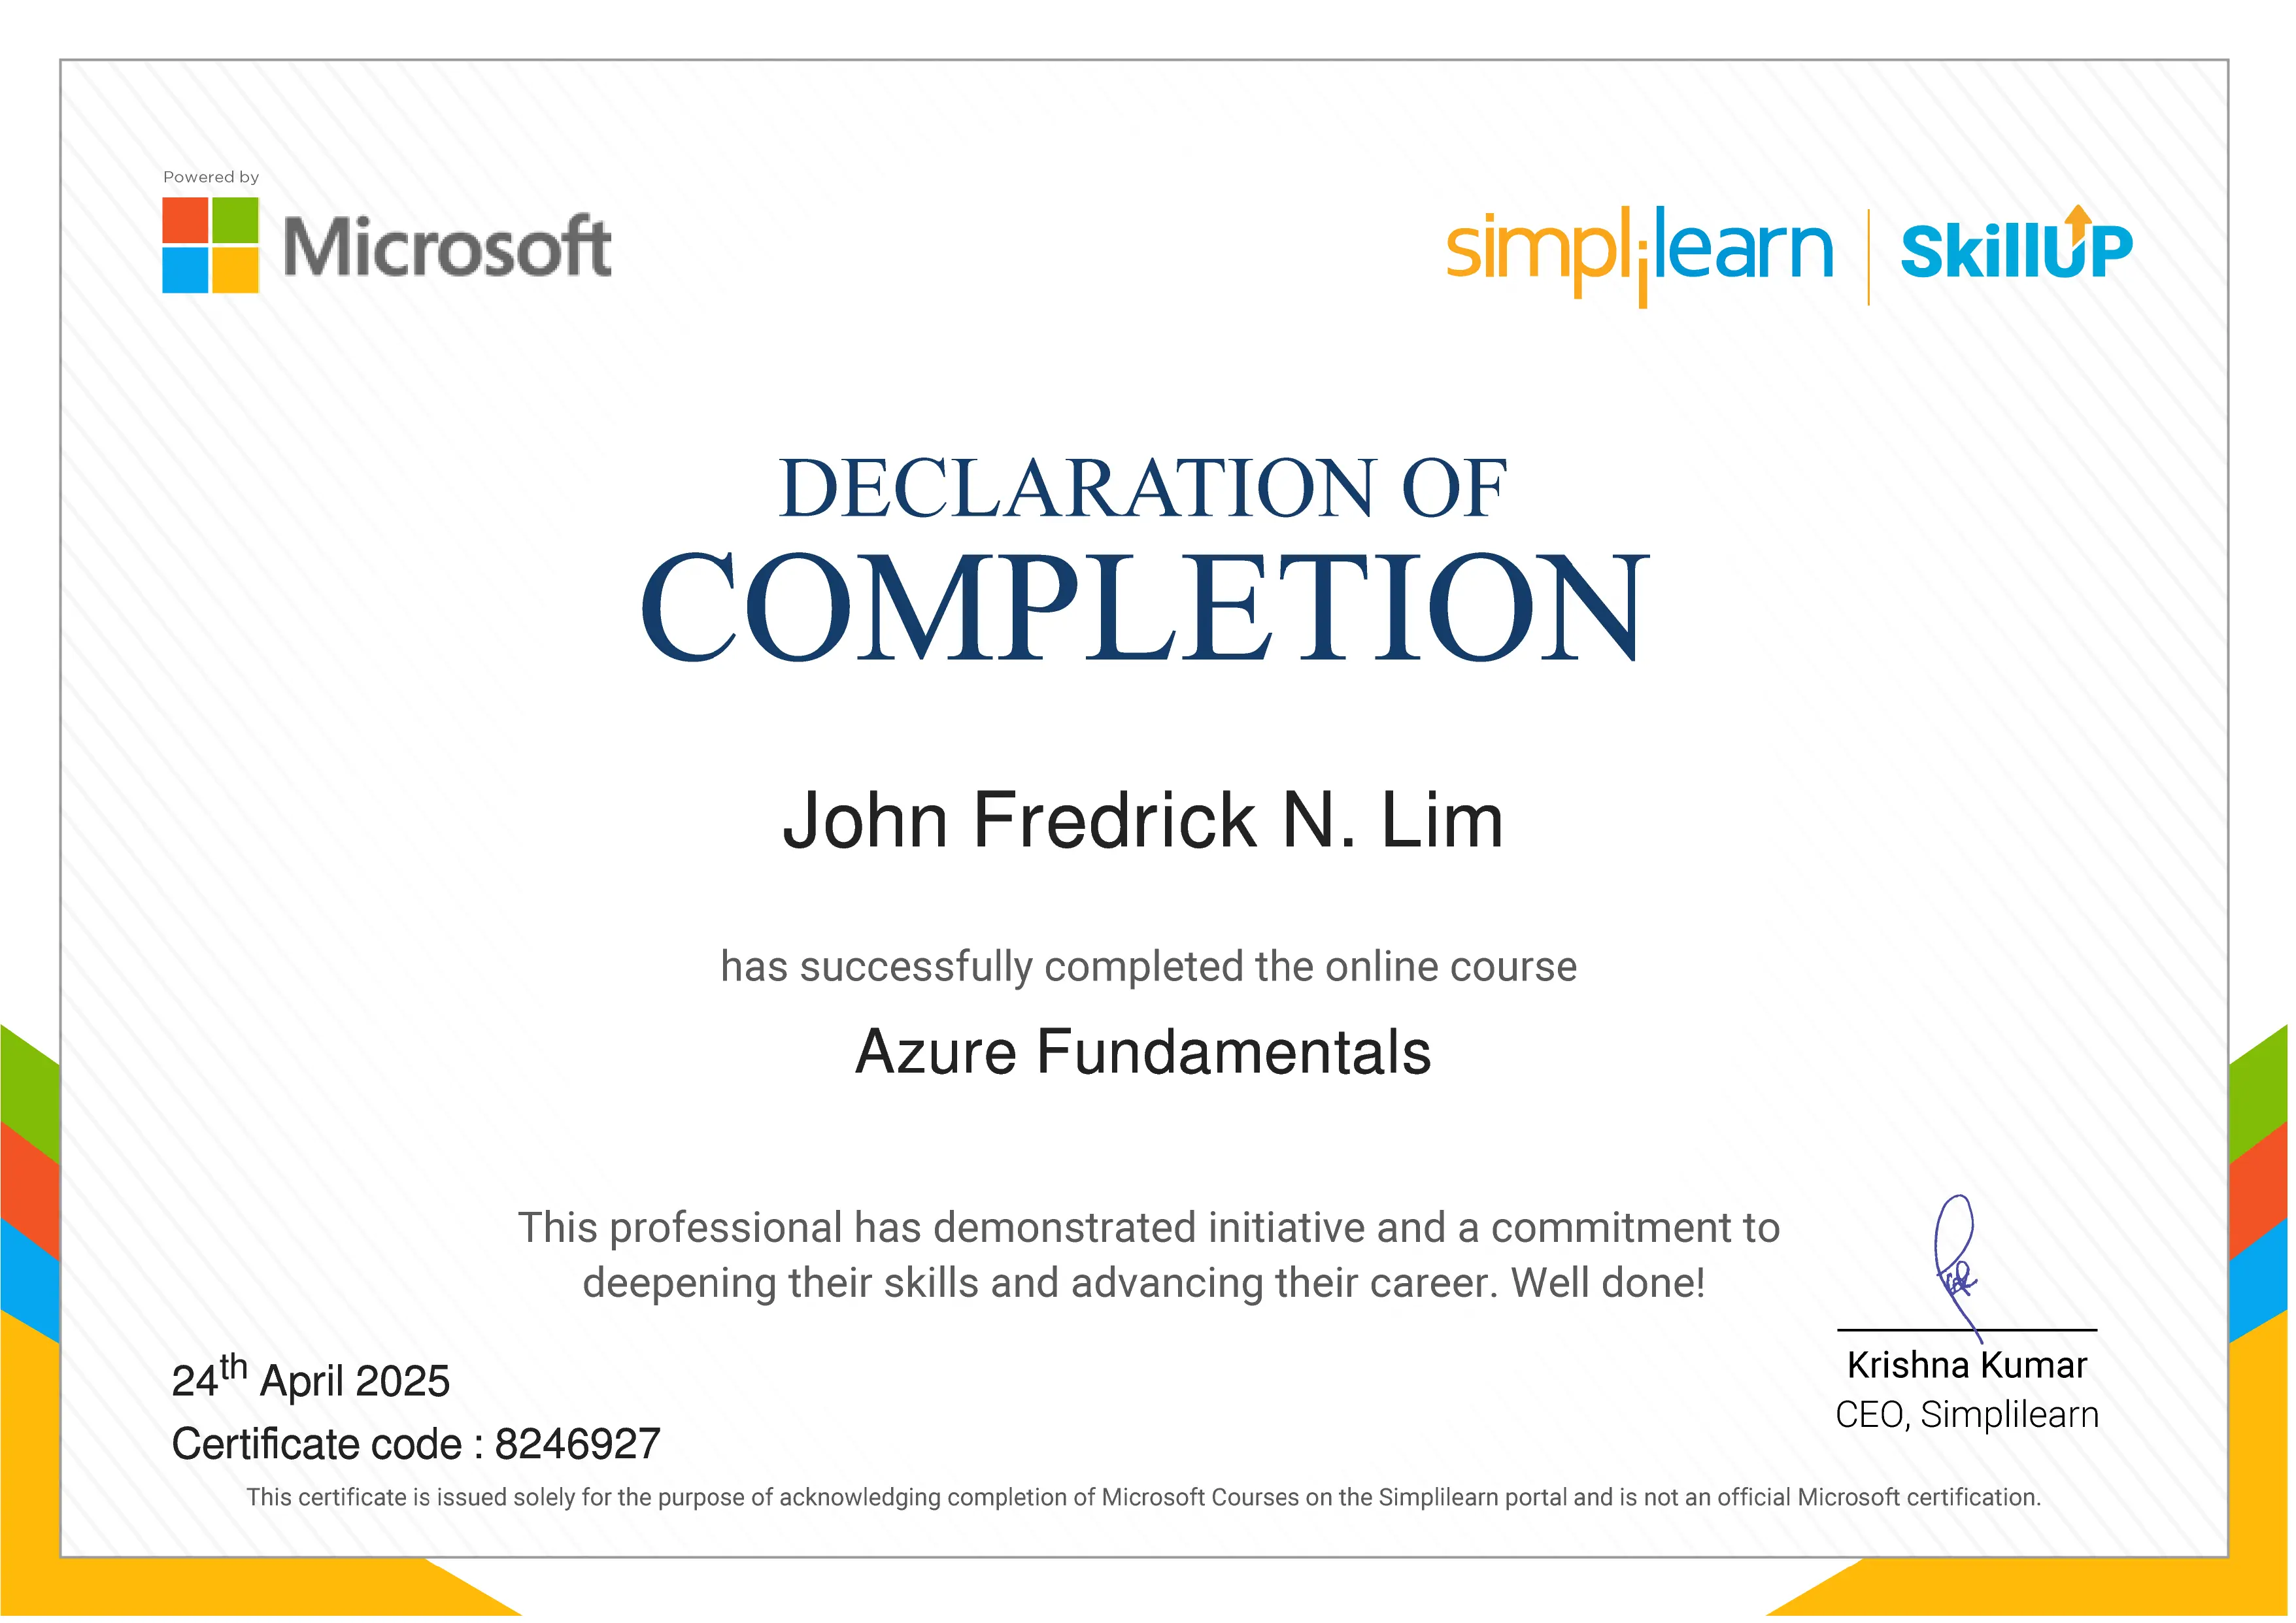 Powered by
Microsoft
simplilearn | SkillUP
DECLARATION OF
COMPLETION
John Fredrick N. Lim
has successfully completed the online course
Azure Fundamentals
This professional has demonstrated initiative and a commitment to
deepening their skills and advancing their career. Well done!
24th April 2025
Certificate code : 8246927
Krishna Kumar
CEO, Simplilearn
This certificate is issued solely for the purpose of acknowledging completion of Microsoft Courses on the Simplilearn portal and is not an official Microsoft certification.